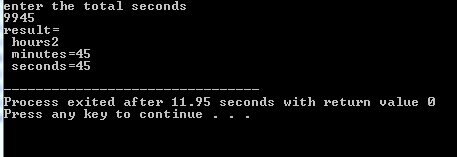 enter the total seconds
9945
result=
 hours2
 minutes=45
 seconds=45
--------------------------------
Process exited after 11.95 seconds with return value 0
Press any key to continue . . .